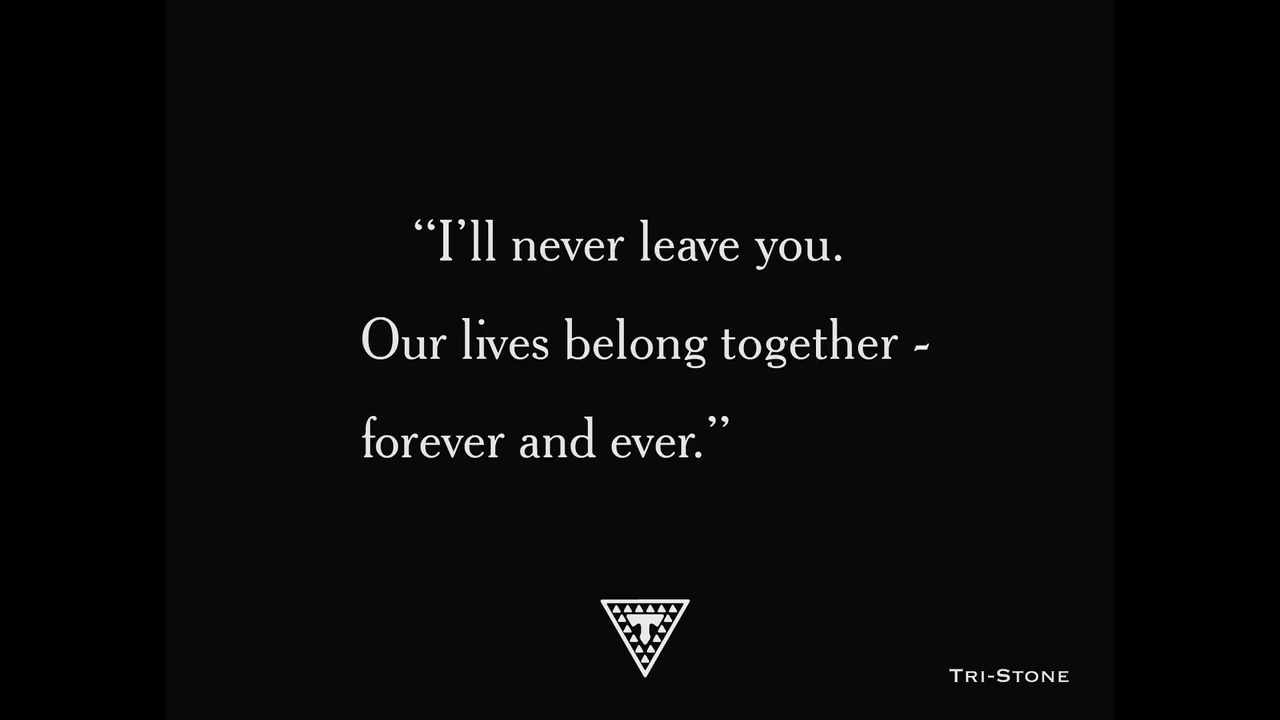 “I’ll never leave you.
Our lives belong together -
forever and ever.”
T
TRI-STONE